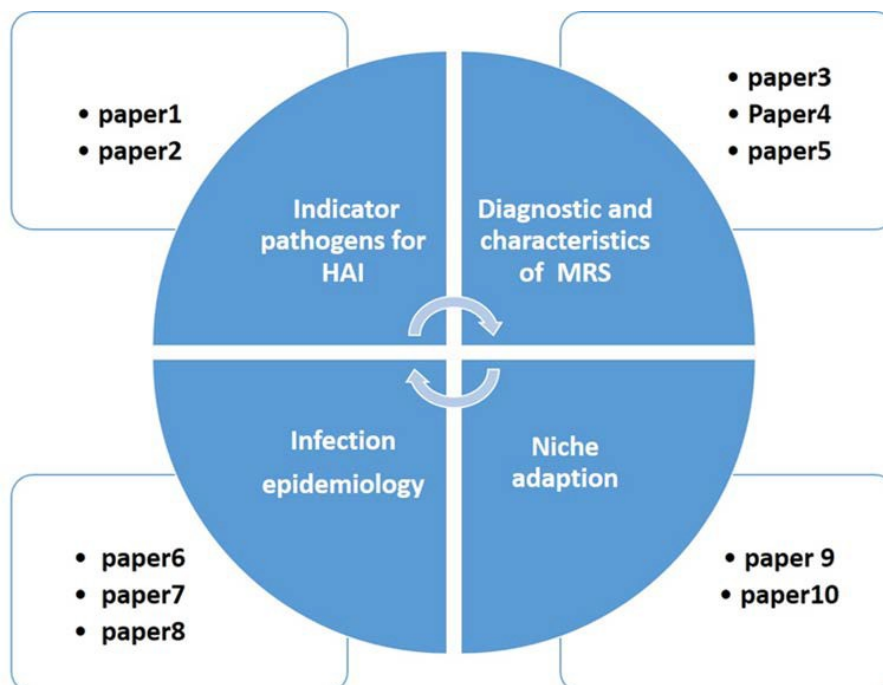 • paper1
• paper2
• paper3
• Paper4
• paper5
Indicator
pathogens for
HAI
Diagnostic and
characteristics
of MRS
Infection
epidemiology
Niche
adaption
• paper6
• paper7
• paper8
• paper 9
• paper10